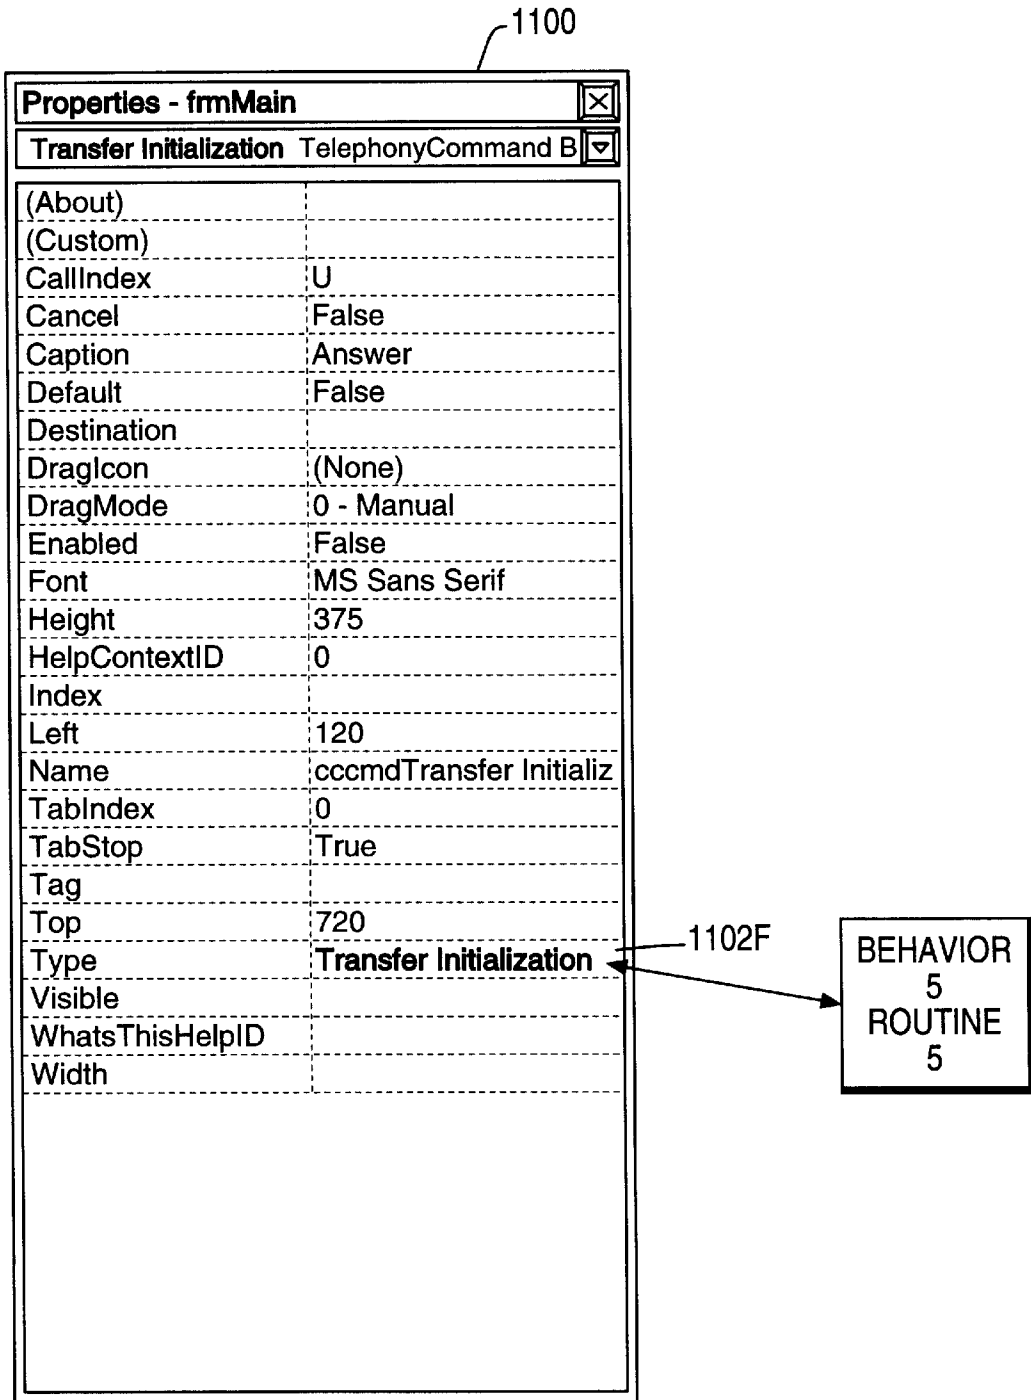 1100
Properties - frmMain
Transfer Initialization TelephonyCommand B
(About)
(Custom)
CallIndex U
Cancel False
Caption Answer
Default False
Destination
DragIcon (None)
DragMode 0 - Manual
Enabled False
Font MS Sans Serif
Height 375
HelpContextID 0
Index
Left 120
Name cccmdTransfer Initializ
TabIndex 0
TabStop True
Tag
Top 720
Type Transfer Initialization
Visible
WhatsThisHelpID
Width
1102F
BEHAVIOR
5
ROUTINE
5